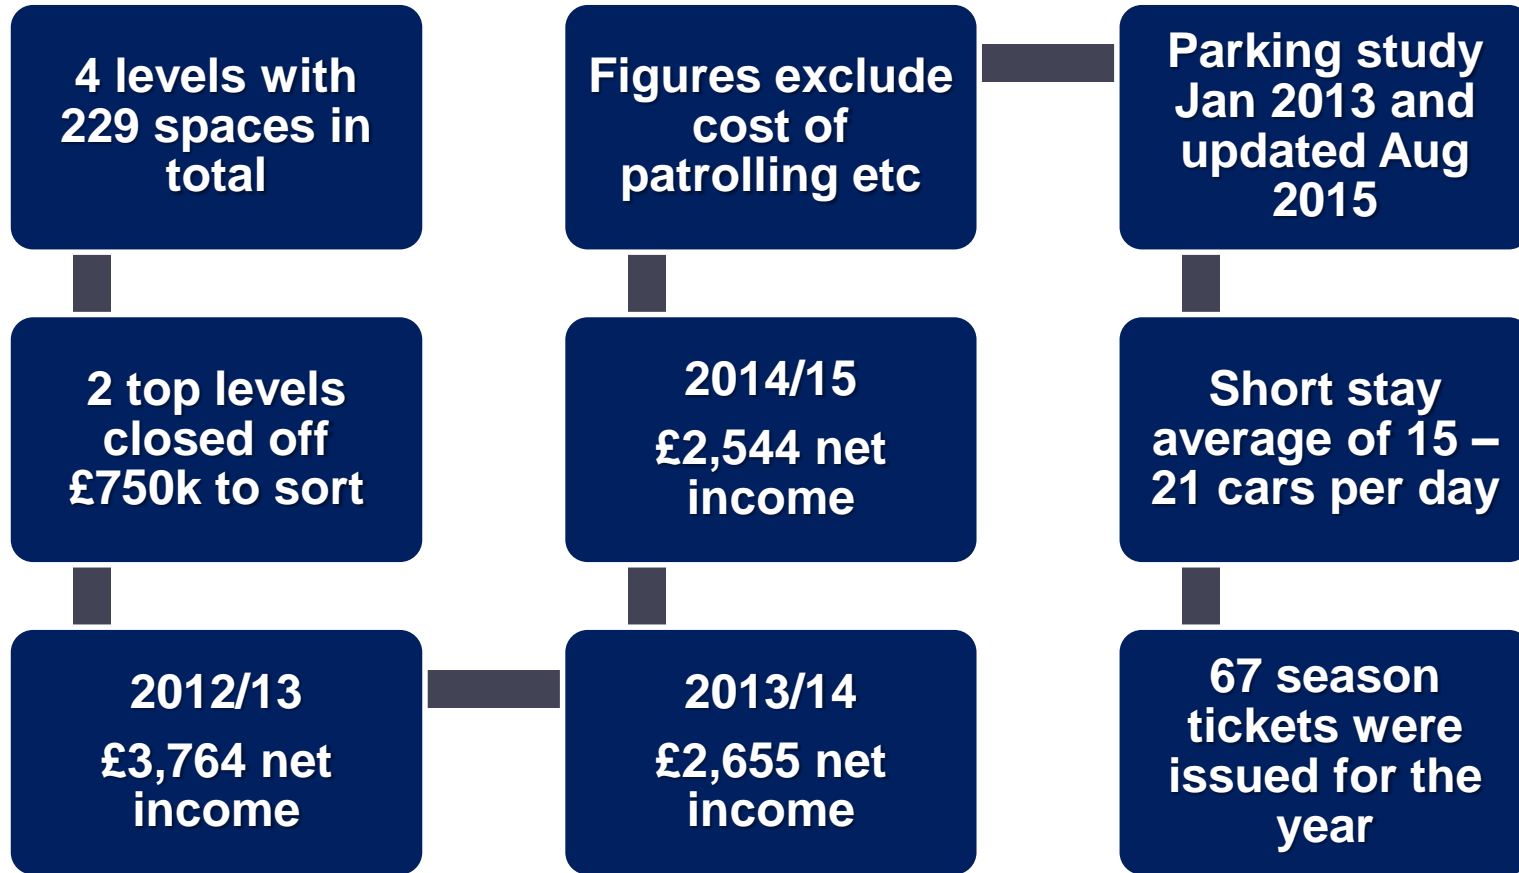 4 levels with
229 spaces in
total
2 top levels
closed off
£750k to sort
2012/13
£3,764 net
income
2013/14
£2,655 net
income
2014/15
£2,544 net
income
Figures exclude
cost of
patrolling etc
Parking study
Jan 2013 and
updated Aug
2015
Short stay
average of 15 –
21 cars per day
67 season
tickets were
issued for the
year